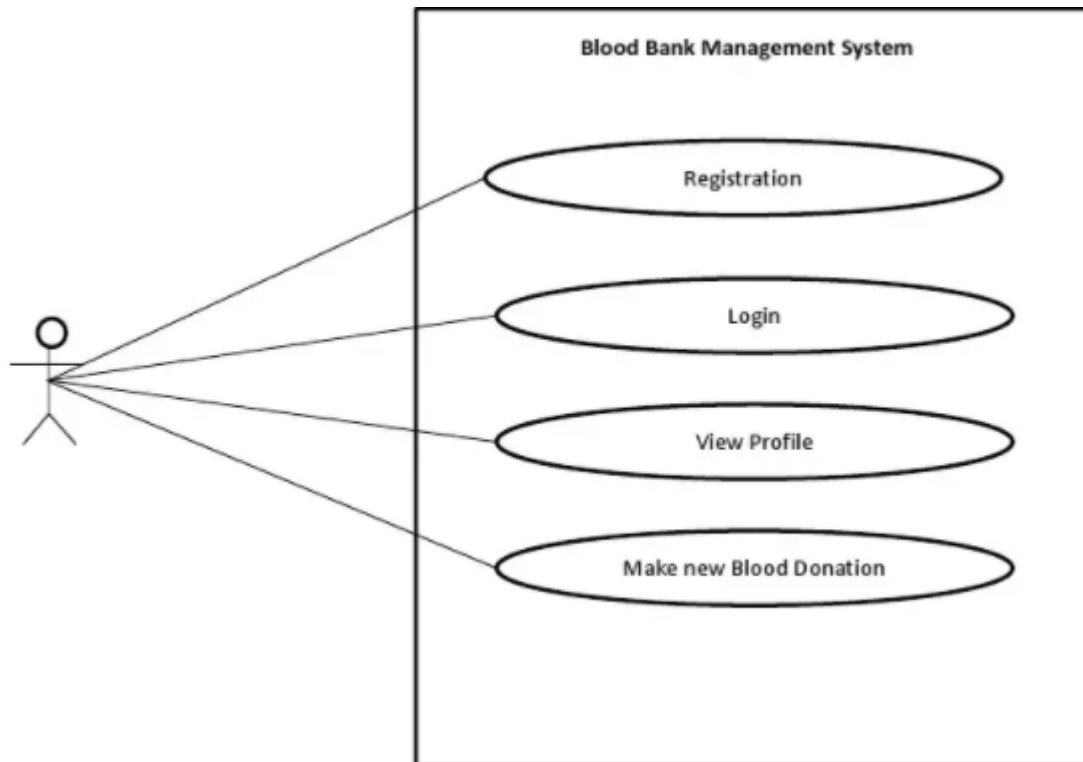 Blood Bank Management System
Registration
Login
View Profile
Make new Blood Donation